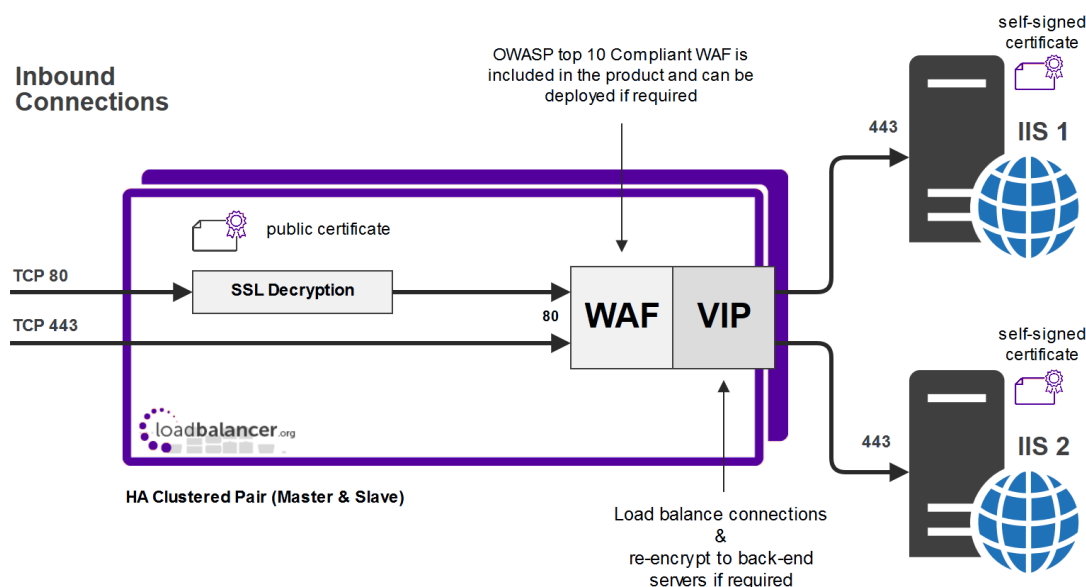 self-signed
certificate
OWASP top 10 Compliant WAF is
included in the product and can be
deployed if required
Inbound
Connections
443
IIS 1
public certificate
TCP 80
SSL Decryption
TCP 443
80
WAF
VIP
self-signed
certificate
loadbalancer.org
443
IIS 2
HA Clustered Pair (Master & Slave)
Load balance connections
&
re-encrypt to back-end
servers if required